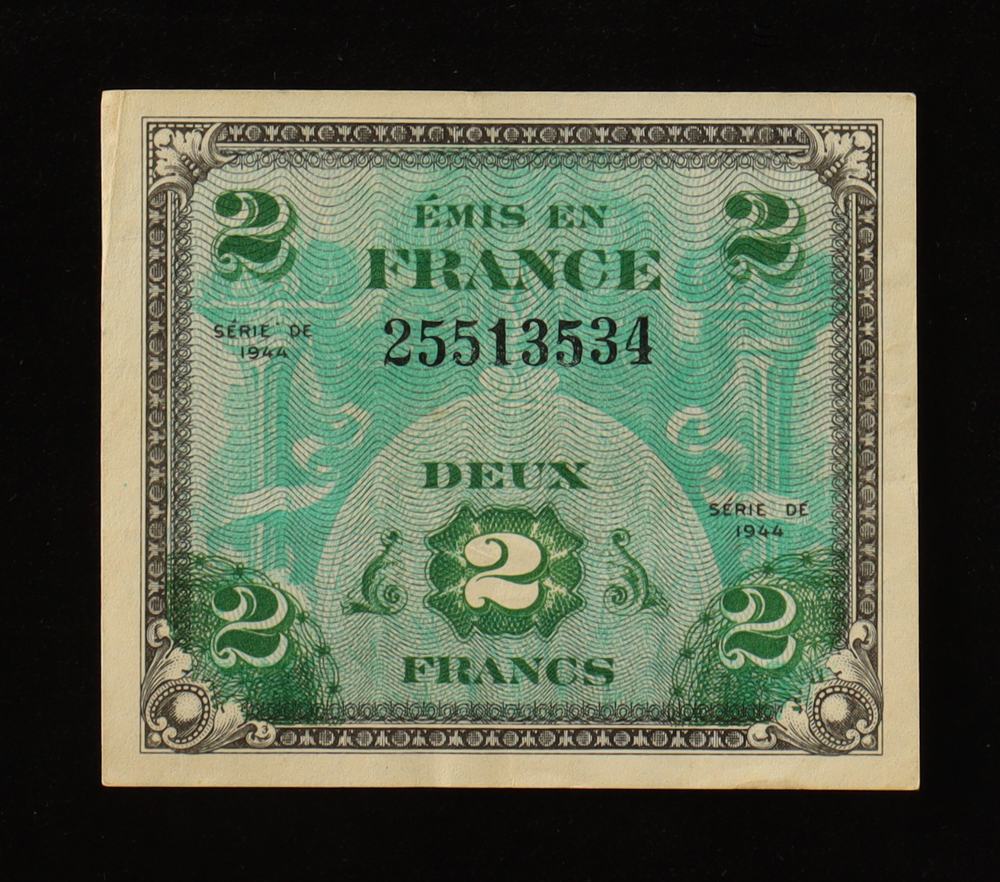 2 ÉMIS EN 2
FRANCE
SÉRIE DE
1944
25513534
DEUX
SÉRIE DE
1944
2
2 2
FRANCS